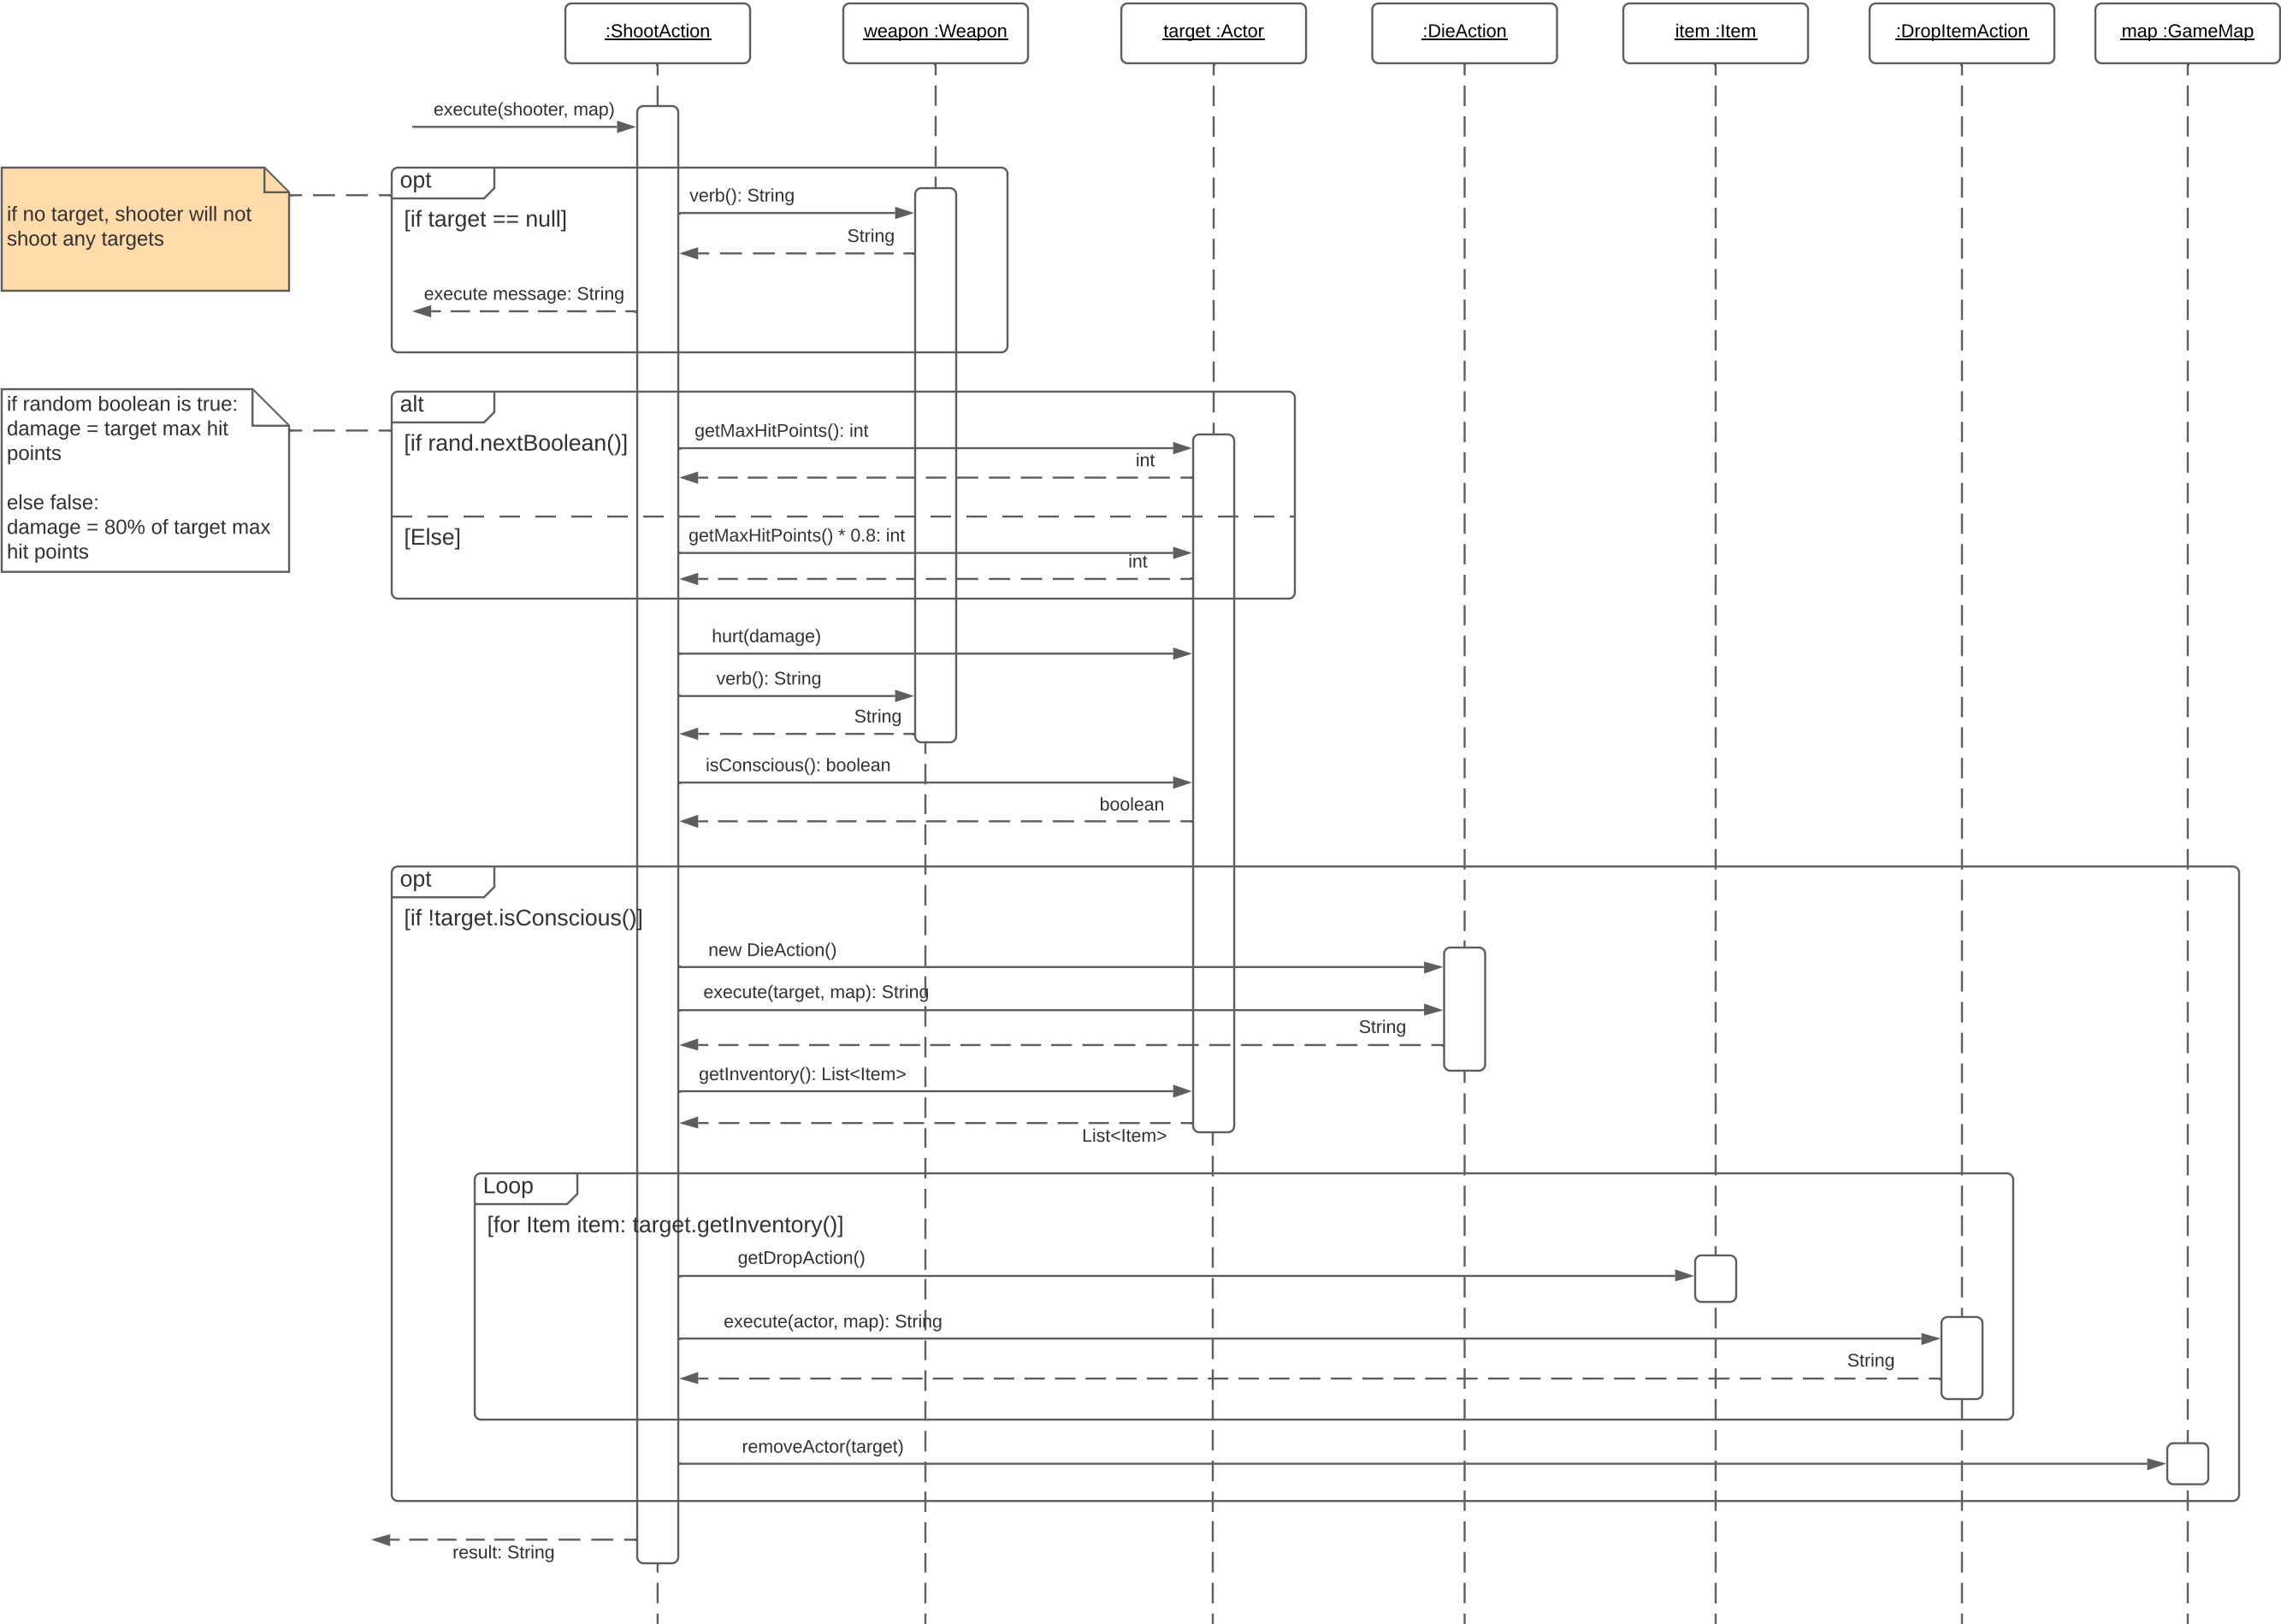 :ShootAction
weapon :Weapon
target :Actor
:DieAction
item :Item
:DropItemAction
map :GameMap
execute(shooter, map)
opt
[if target == null]
if no target, shooter will not
shoot any targets
verb(): String
String
execute message: String
alt
[if rand.nextBoolean()]
if random boolean is true:
damage = target max hit
points
else false:
damage = 80% of target max
hit points
getMaxHitPoints(): int
int
[Else]
getMaxHitPoints() * 0.8: int
int
hurt(damage)
verb(): String
String
isConscious(): boolean
boolean
opt
[if !target.isConscious()]
new DieAction()
execute(target, map): String
String
getInventory(): List<Item>
List<Item>
Loop
[for Item item: target.getInventory()]
getDropAction()
execute(actor, map): String
String
removeActor(target)
result: String